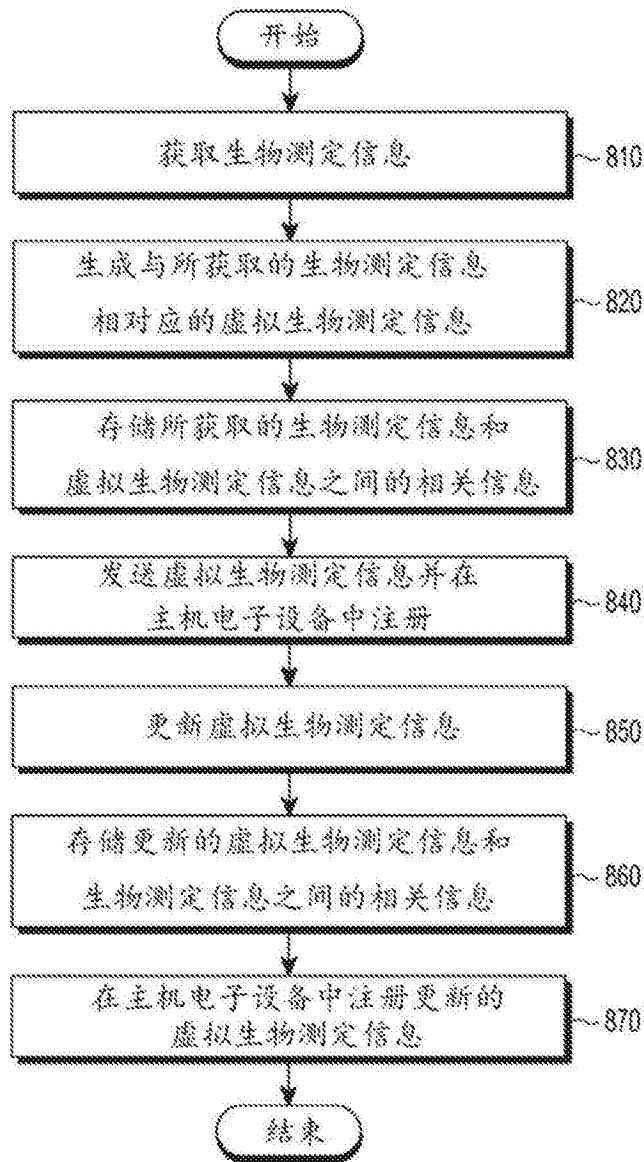 开始
获取生物测定信息
810
生成与所获取的生物测定信息
相对应的虚拟生物测定信息
820
存储所获取的生物测定信息和
虚拟生物测定信息之间的相关信息
830
发送虚拟生物测定信息并在
主机电子设备中注册
840
更新虚拟生物测定信息
850
存储更新的虚拟生物测定信息和
生物测定信息之间的相关信息
860
在主机电子设备中注册更新的
虚拟生物测定信息
870
结束